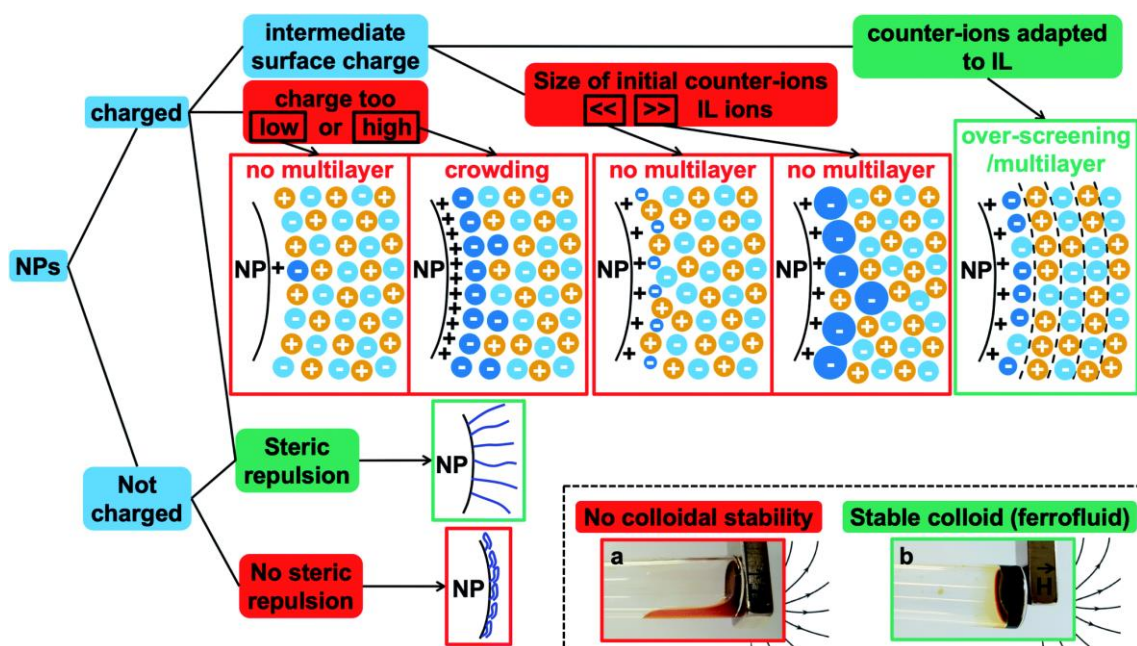 intermediate
surface charge
counter-ions adapted
to IL
charged
charge too
low or high
Size of initial counter-ions
<< >> IL ions
no multilayer
crowding
no multilayer
no multilayer
over-screening
/multilayer
NPs
NP
NP
NP
NP
NP
Not
charged
Steric
repulsion
NP
No steric
repulsion
NP
No colloidal stability
Stable colloid (ferrofluid)
a
b
H